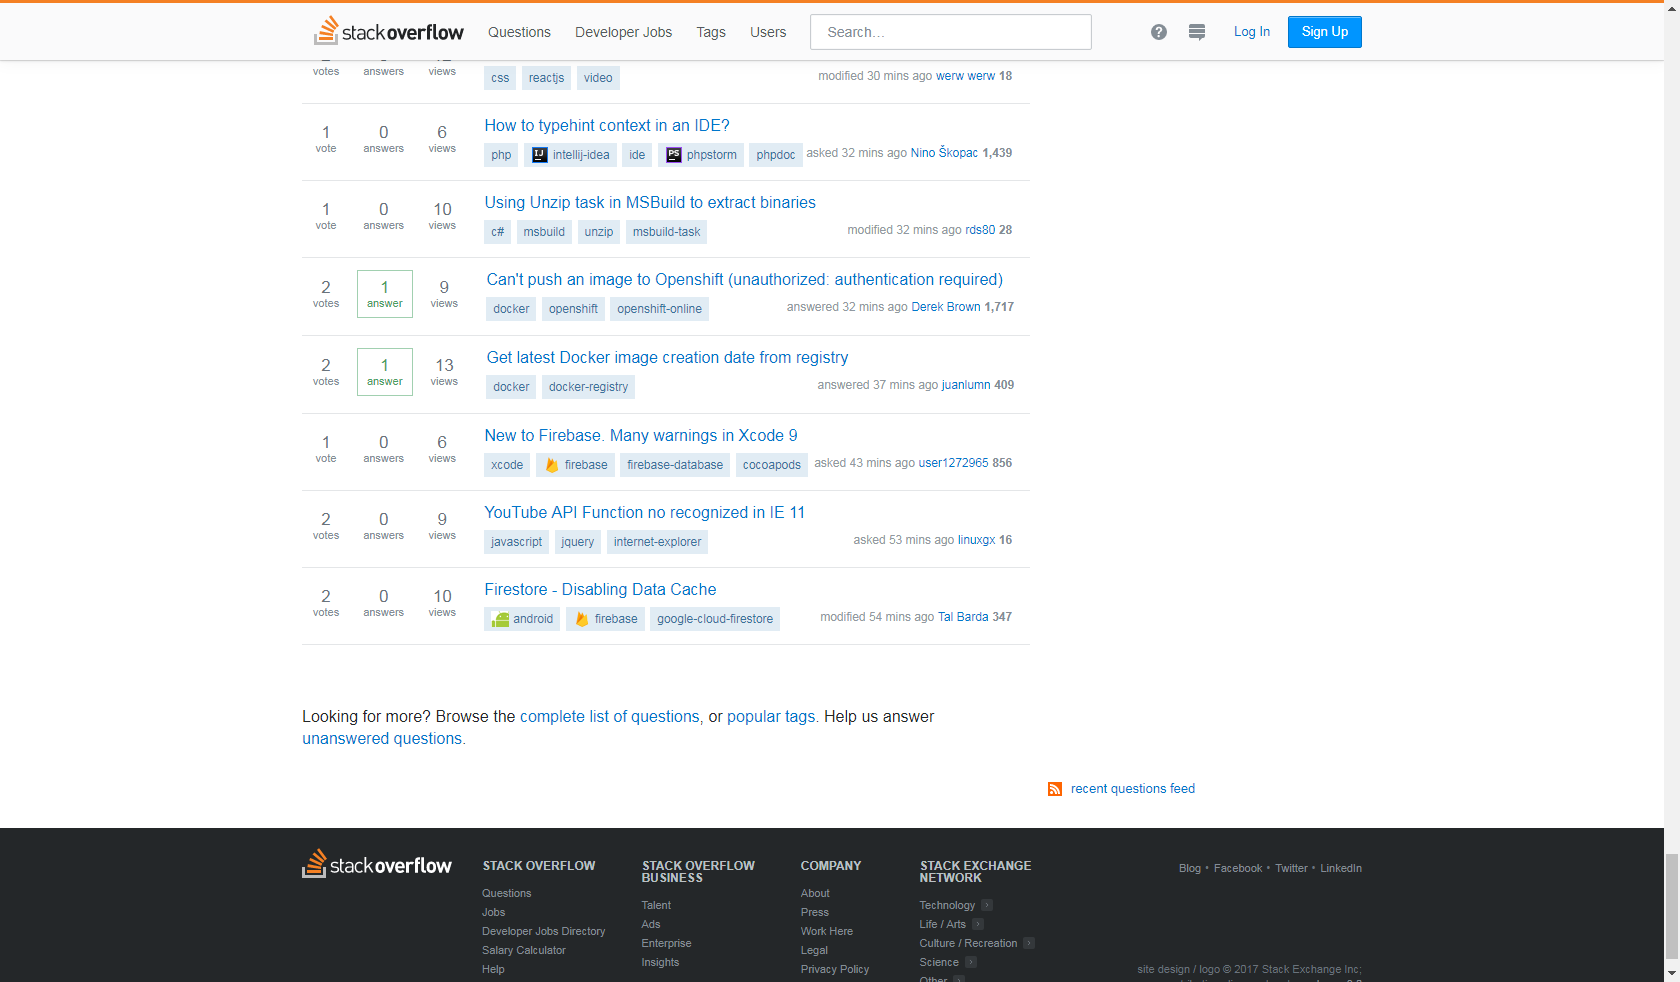 stackoverflow Questions Developer Jobs Tags Users Search... ? Log In Sign Up
votes answers views css reactjs video modified 30 mins ago werw werw 18
1 0 6 How to typehint context in an IDE?
vote answers views php intellij-idea ide phpstorm phpdoc asked 32 mins ago Nino Škopac 1,439
1 0 10 Using Unzip task in MSBuild to extract binaries
vote answers views c# msbuild unzip msbuild-task modified 32 mins ago rds80 28
2 1 9 Can't push an image to Openshift (unauthorized: authentication required)
votes answer views docker openshift openshift-online answered 32 mins ago Derek Brown 1,717
2 1 13 Get latest Docker image creation date from registry
votes answer views docker docker-registry answered 37 mins ago juanlumn 409
1 0 6 New to Firebase. Many warnings in Xcode 9
vote answers views xcode firebase firebase-database cocoapods asked 43 mins ago user1272965 856
2 0 9 YouTube API Function no recognized in IE 11
votes answers views javascript jquery internet-explorer asked 53 mins ago linuxgx 16
2 0 10 Firestore - Disabling Data Cache
votes answers views android firebase google-cloud-firestore modified 54 mins ago Tal Barda 347
Looking for more? Browse the complete list of questions, or popular tags. Help us answer
unanswered questions.
recent questions feed
stackoverflow
STACK OVERFLOW
Questions
Jobs
Developer Jobs Directory
Salary Calculator
Help
STACK OVERFLOW
BUSINESS
Talent
Ads
Enterprise
Insights
COMPANY
About
Press
Work Here
Legal
Privacy Policy
STACK EXCHANGE
NETWORK
Technology
Life / Arts
Culture / Recreation
Science
Other
Blog • Facebook • Twitter • LinkedIn
site design / logo © 2017 Stack Exchange Inc;